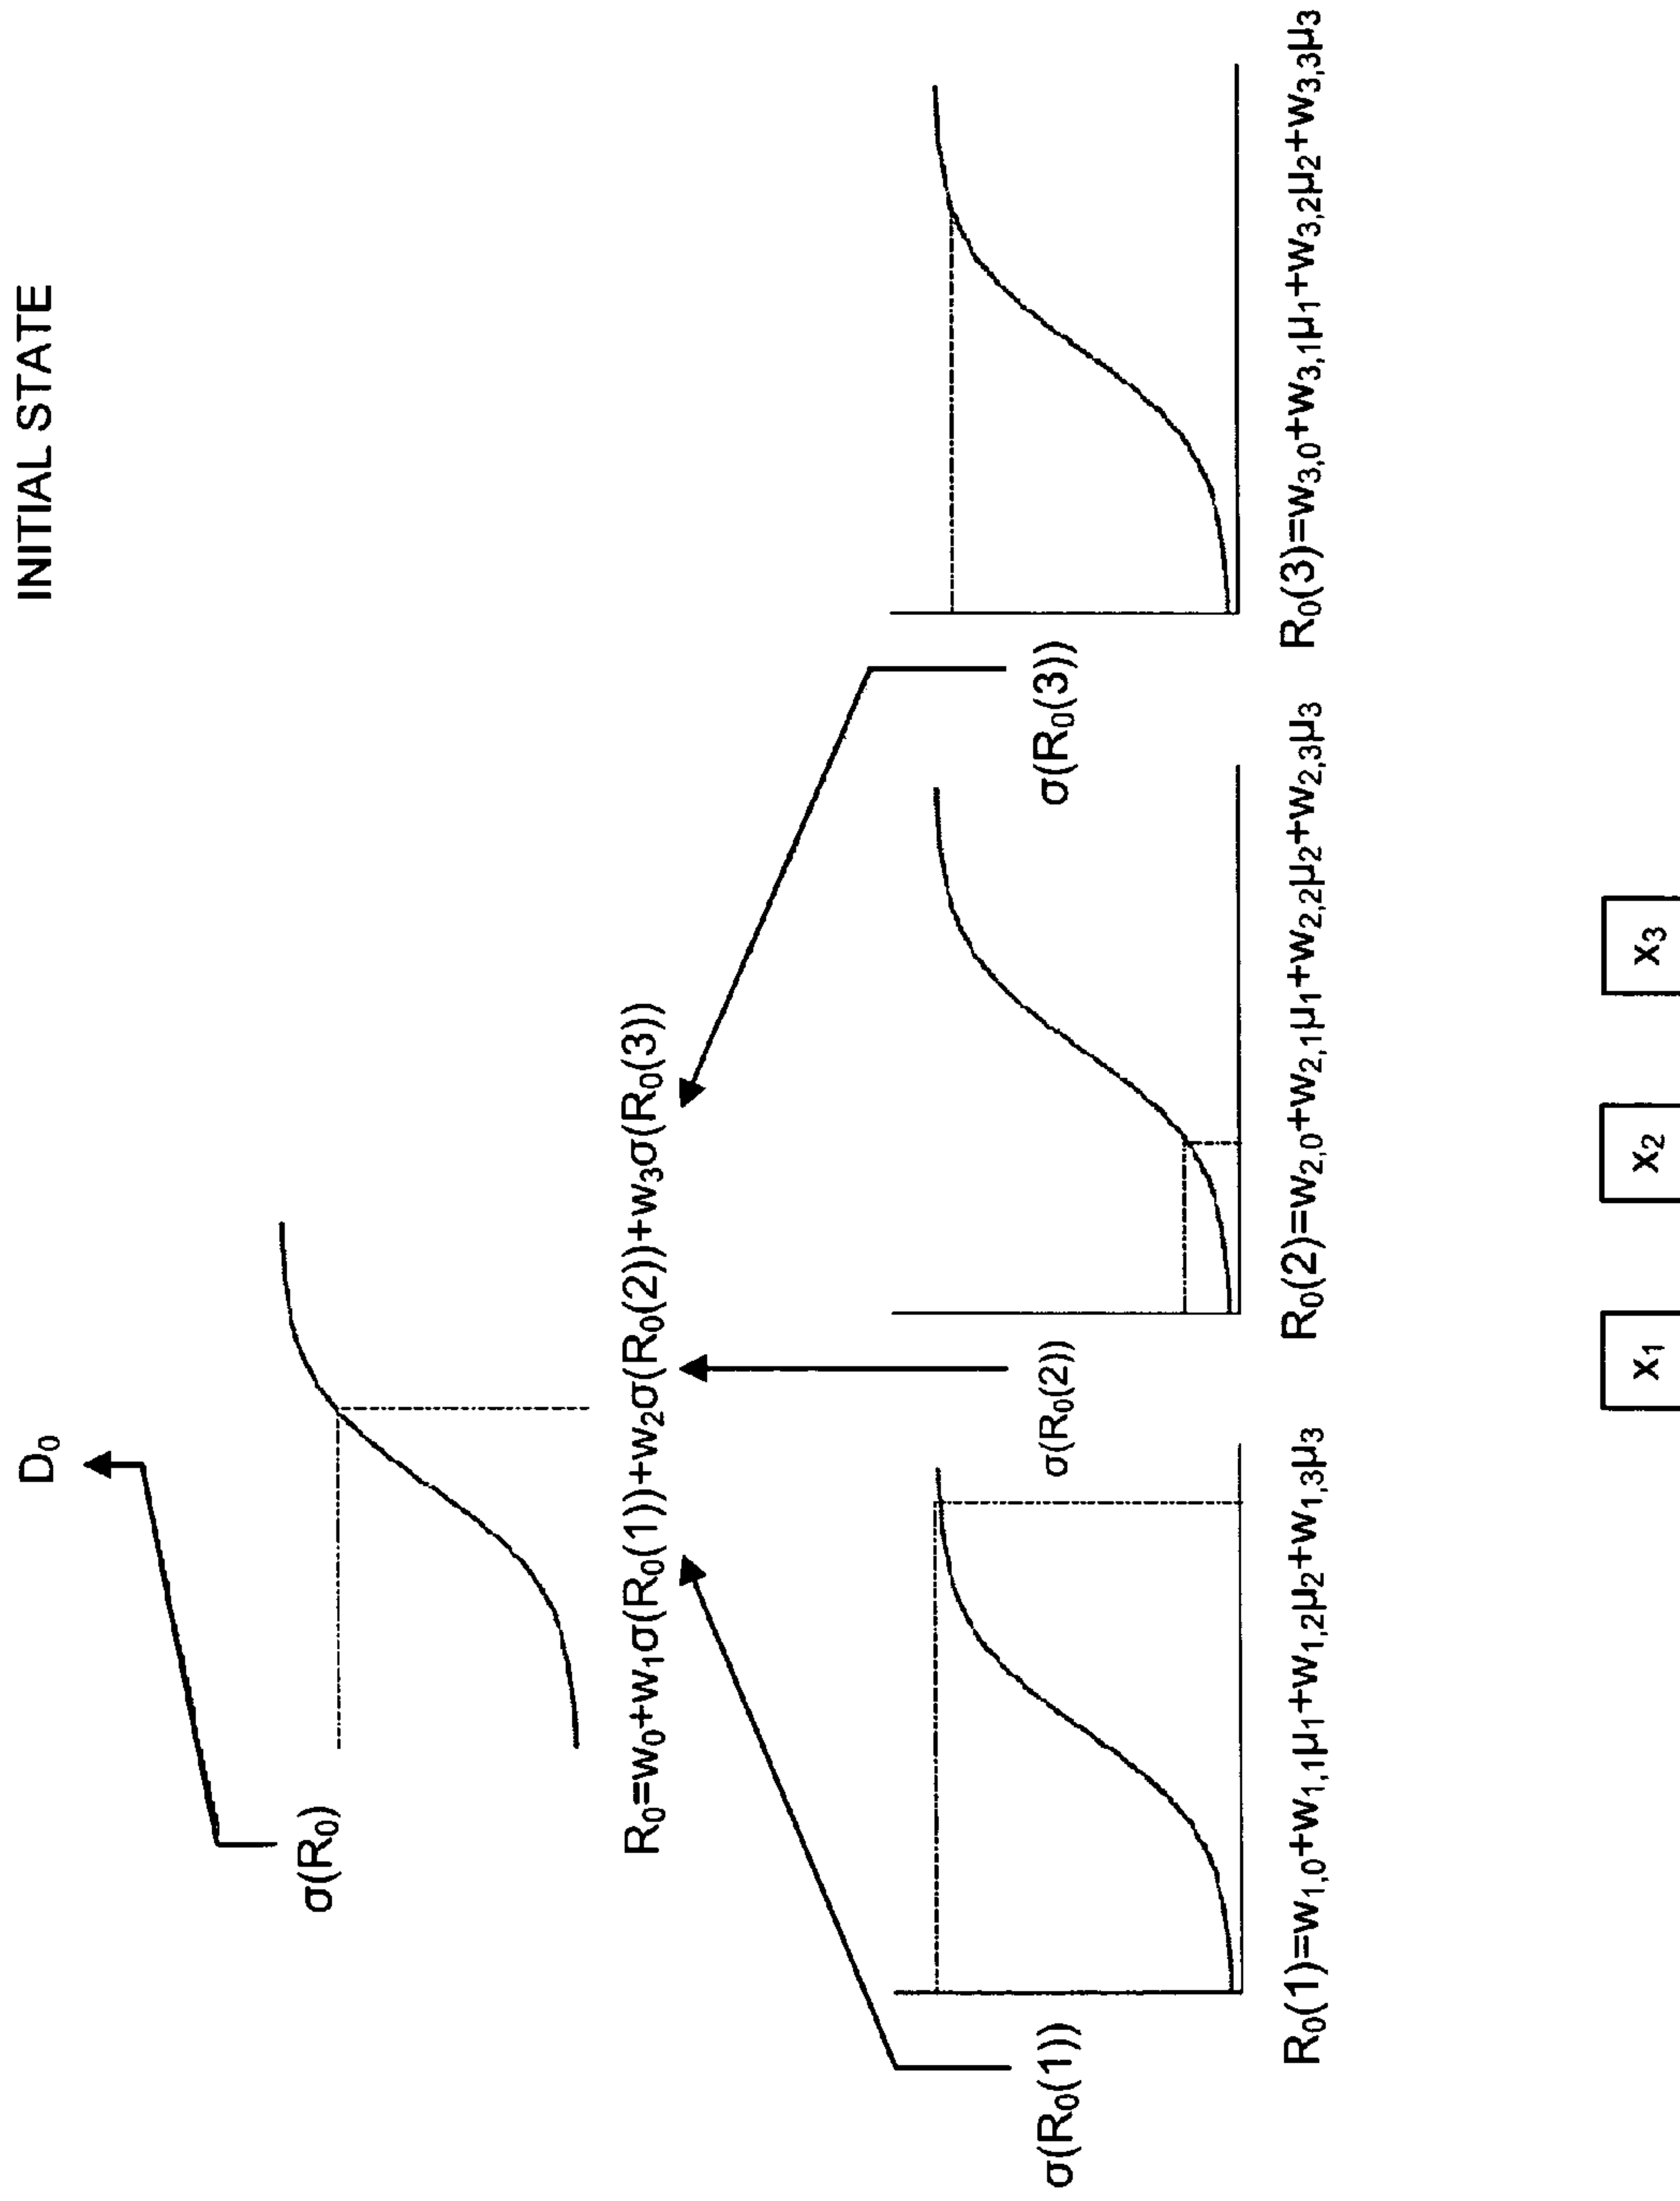 INITIAL STATE
D₀
σ(R₀)
R₀=w₀+w₁σ(R₀(1))+w₂σ(R₀(2))+w₃σ(R₀(3))
σ(R₀(1))
σ(R₀(2))
σ(R₀(3))
R₀(1)=w₁,₀+w₁,₁μ₁+w₁,₂μ₂+w₁,₃μ₃
R₀(2)=w₂,₀+w₂,₁μ₁+w₂,₂μ₂+w₂,₃μ₃
R₀(3)=w₃,₀+w₃,₁μ₁+w₃,₂μ₂+w₃,₃μ₃
x₁
x₂
x₃